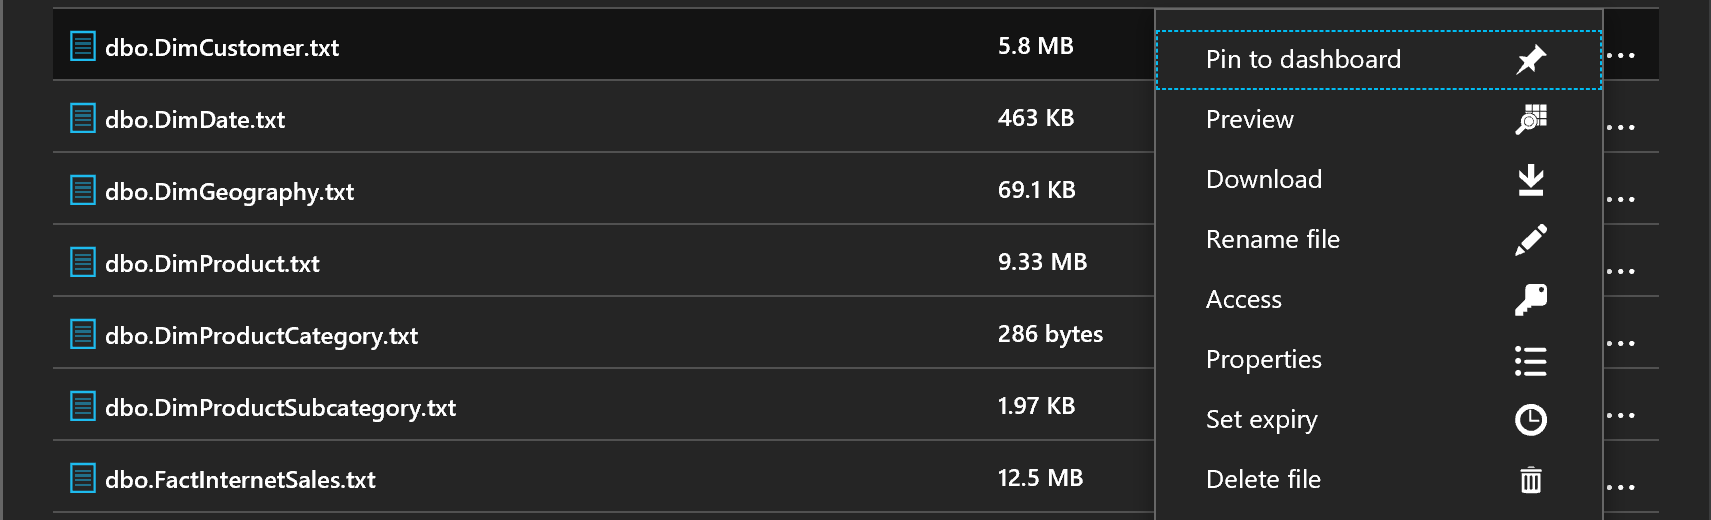 dbo.DimCustomer.txt 5.8 MB
dbo.DimDate.txt 463 KB
dbo.DimGeography.txt 69.1 KB
dbo.DimProduct.txt 9.33 MB
dbo.DimProductCategory.txt 286 bytes
dbo.DimProductSubcategory.txt 1.97 KB
dbo.FactInternetSales.txt 12.5 MB
Pin to dashboard
Preview
Download
Rename file
Access
Properties
Set expiry
Delete file